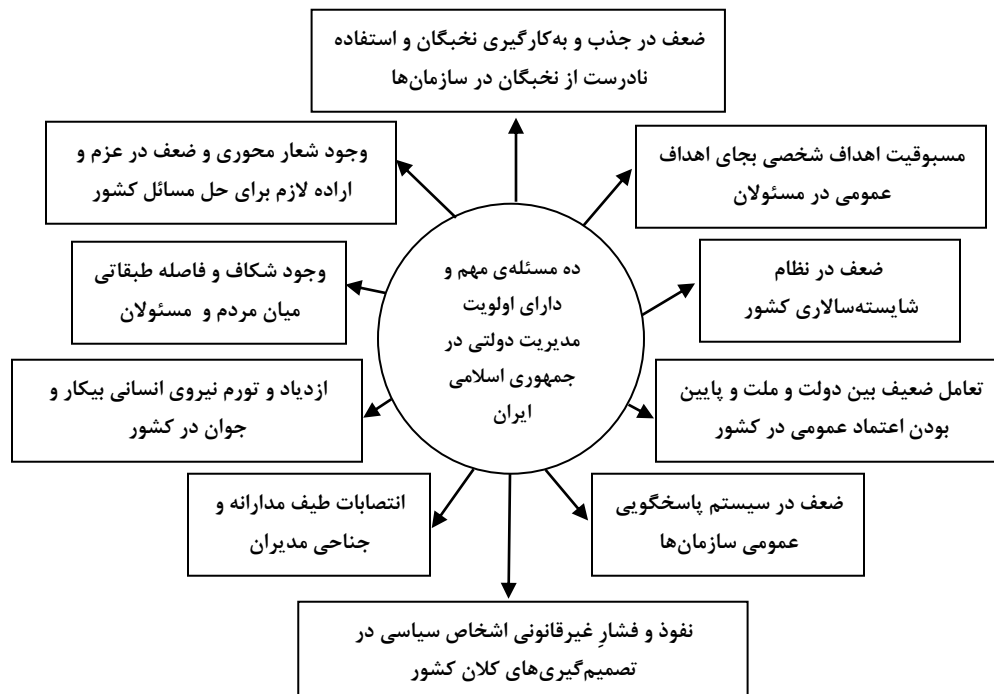 ضعف در جذب و به‌کارگیری نخبگان و استفاده
نادرست از نخبگان در سازمان‌ها
مسبوقیت اهداف شخصی بجای اهداف
عمومی در مسئولان
ضعف در نظام
شایسته‌سالاری کشور
تعامل ضعیف بین دولت و ملت و پایین
بودن اعتماد عمومی در کشور
ضعف در سیستم پاسخگویی
عمومی سازمان‌ها
نفوذ و فشارِ غیرقانونی اشخاص سیاسی در
تصمیم‌گیری‌های کلان کشور
انتصابات طیف مدارانه و
جناحی مدیران
ازدیاد و تورم نیروی انسانی بیکار و
جوان در کشور
وجود شکاف و فاصله طبقاتی
میان مردم و مسئولان
وجود شعار محوری و ضعف در عزم و
اراده لازم برای حل مسائل کشور
ده مسئله‌ی مهم و
دارای اولویت
مدیریت دولتی در
جمهوری اسلامی
ایران